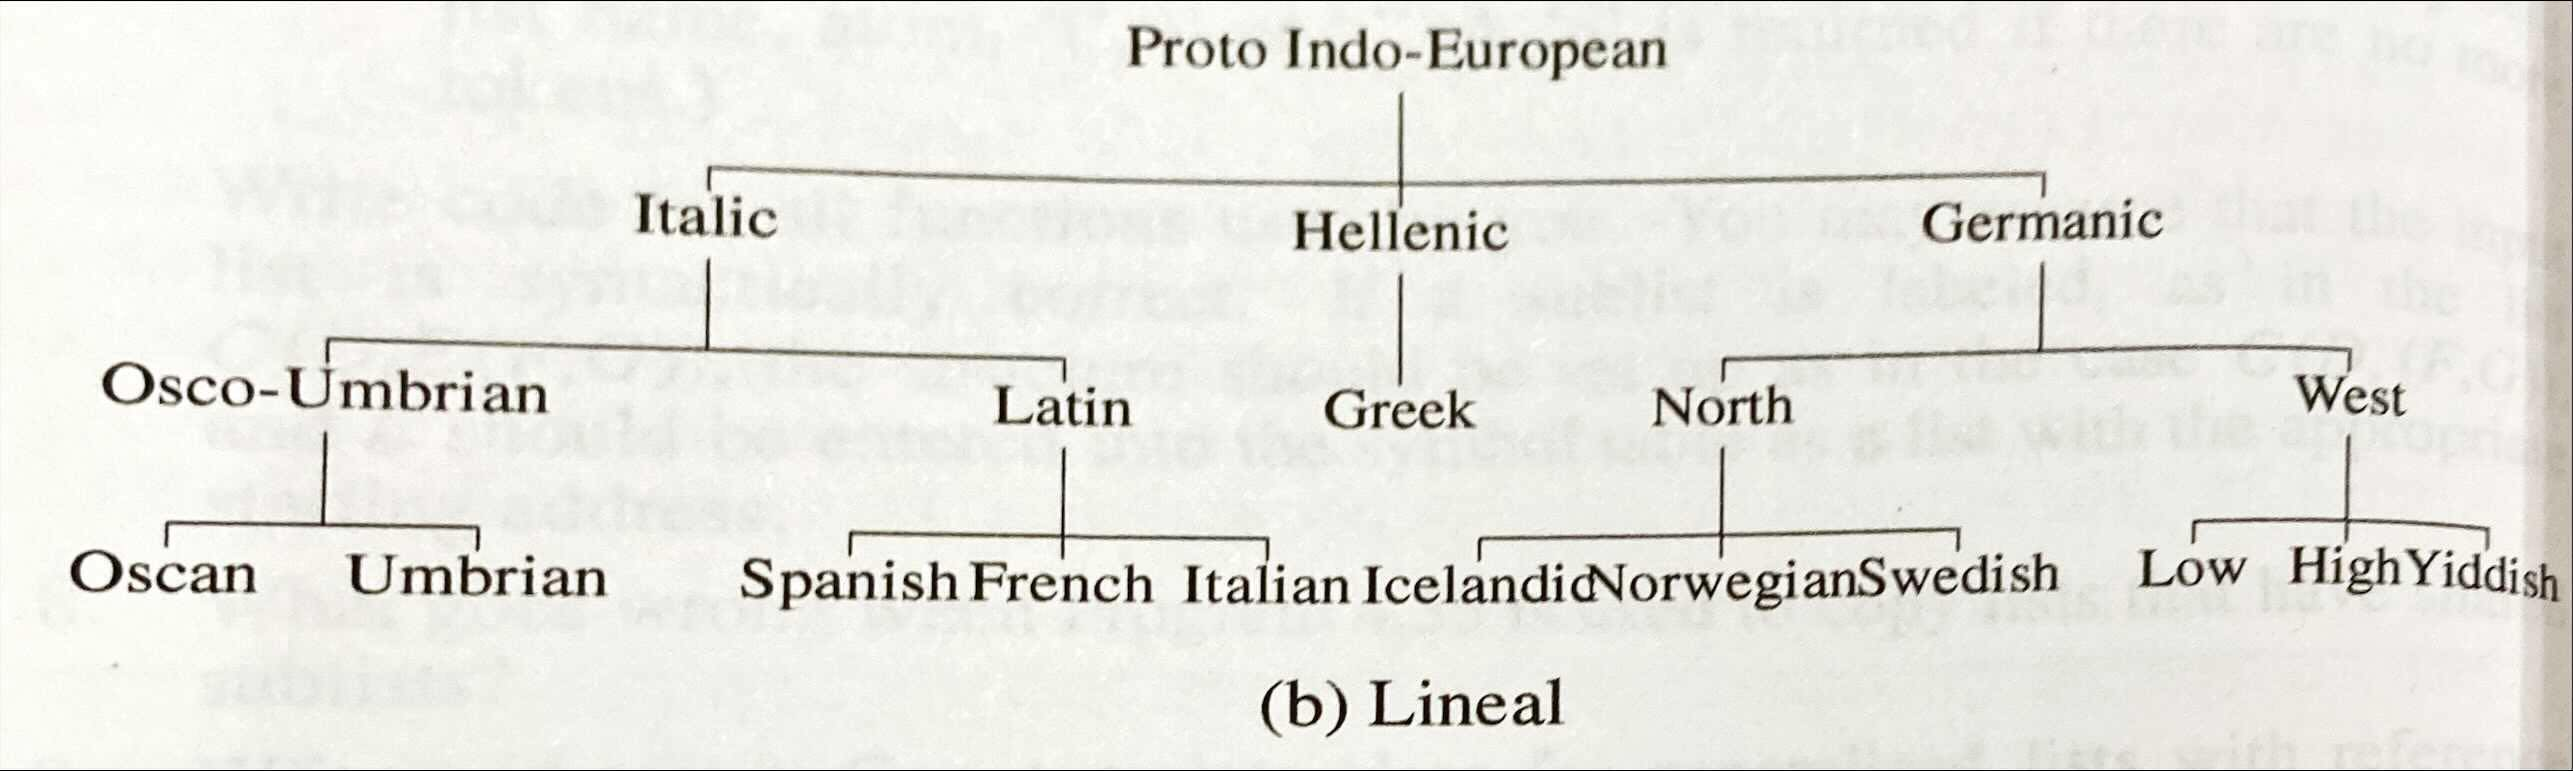 Proto Indo-European
Italic Hellenic Germanic
Osco-Umbrian Latin Greek North West
Oscan Umbrian Spanish French Italian Icelandic Norwegian Swedish Low High Yiddish
(b) Lineal